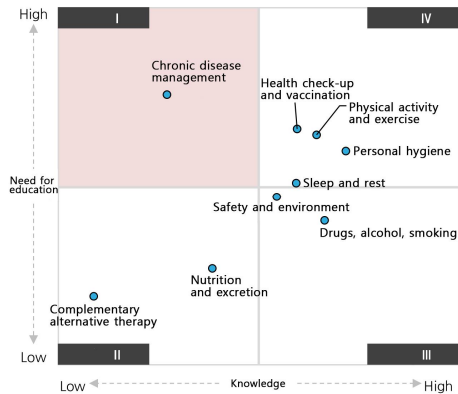 High
I
IV
Chronic disease
management
Health check-up
and vaccination
Physical activity
and exercise
Personal hygiene
Need for
education
Sleep and rest
Safety and environment
Drugs, alcohol, smoking
Nutrition
and excretion
Complementary
alternative therapy
Low
II
III
Low
Knowledge
High